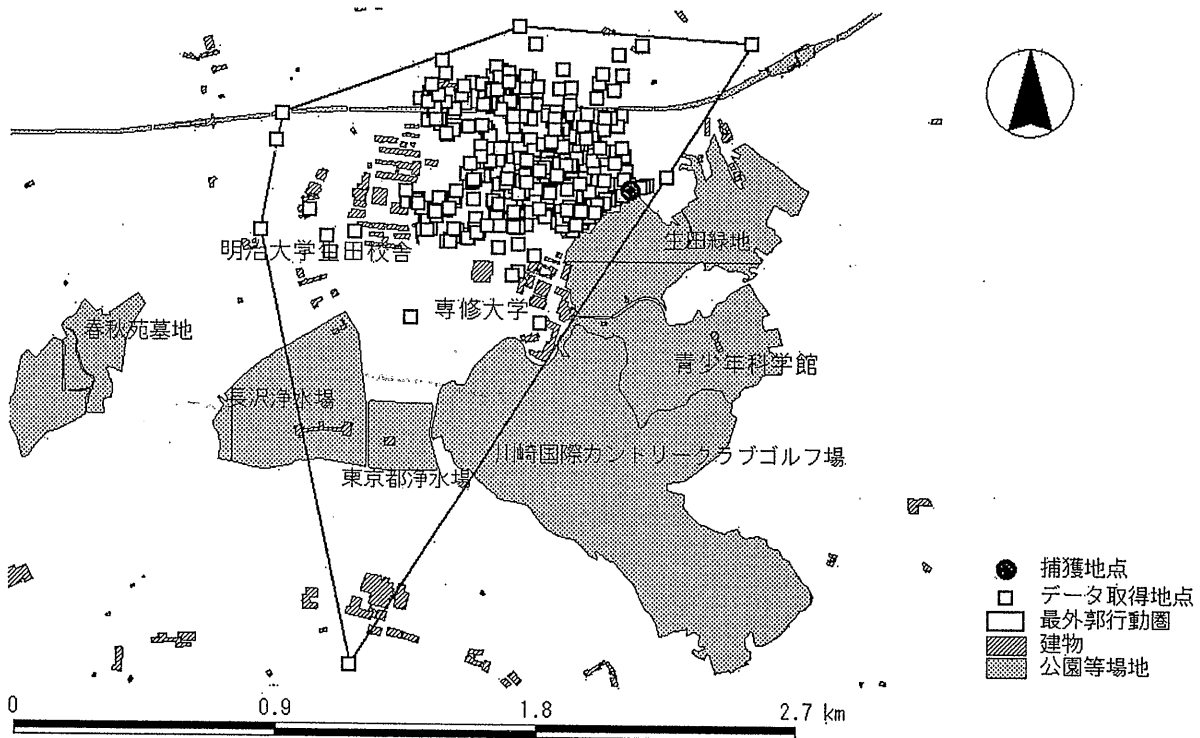 生田緑地
明治大学生田校舎
専修大学
春秋苑墓地
青少年科学館
長沢浄水場
川崎国際カントリークラブゴルフ場
東京都浄水場
捕獲地点
データ取得地点
最外郭行動圏
建物
公園等場地
0 0.9 1.8 2.7 km